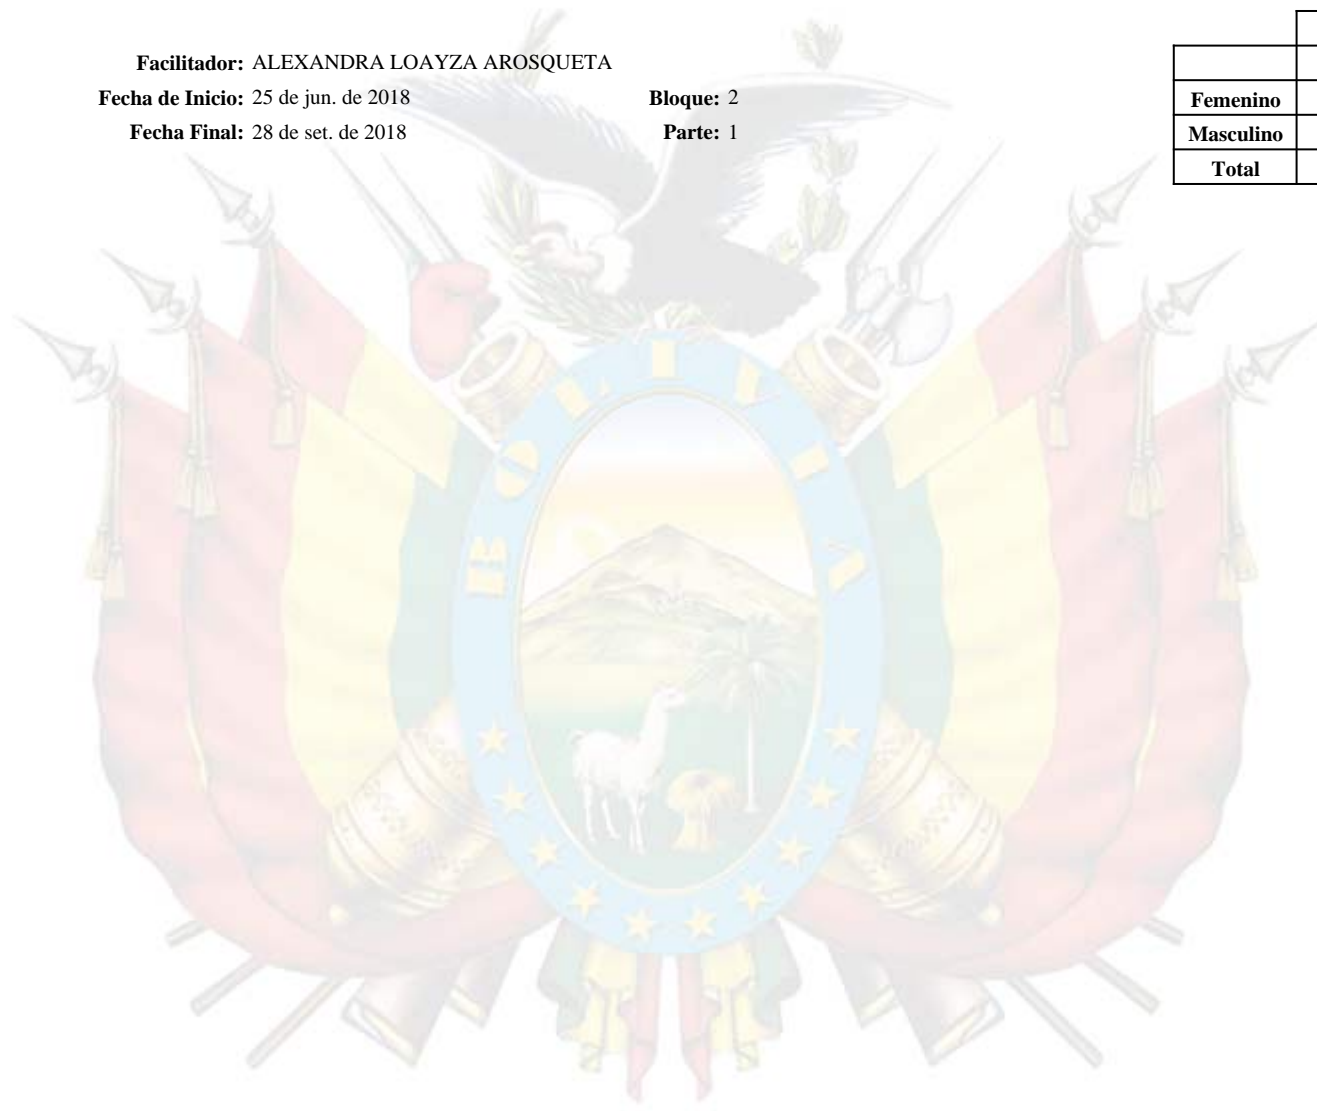 Facilitador: ALEXANDRA LOAYZA AROSQUETA
Fecha de Inicio: 25 de jun. de 2018 Bloque: 2
Fecha Final: 28 de set. de 2018 Parte: 1
Femenino
Masculino
Total
BOLIVIA